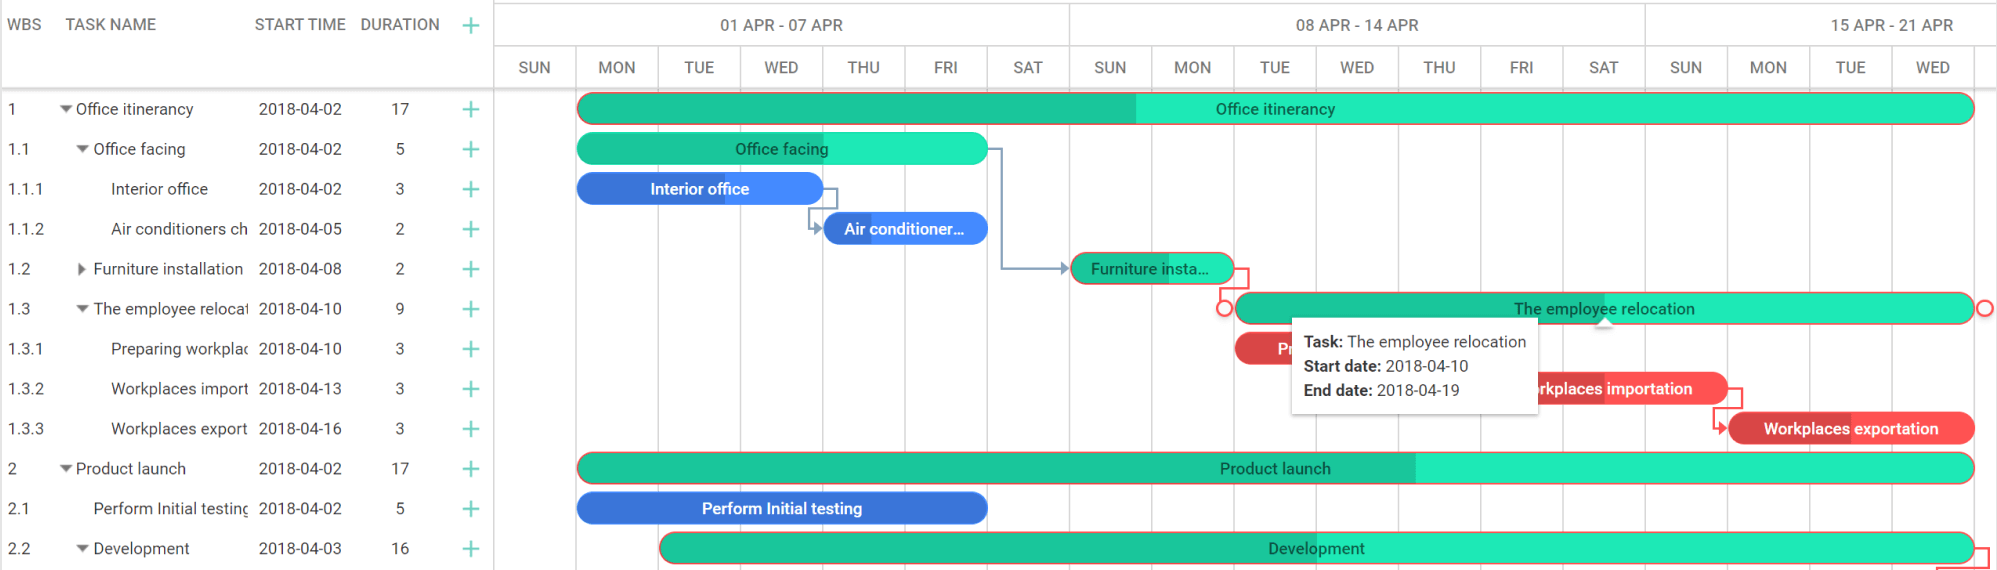 WBS TASK NAME START TIME DURATION + 01 APR - 07 APR 08 APR - 14 APR 15 APR - 21 APR
SUN MON TUE WED THU FRI SAT SUN MON TUE WED THU FRI SAT SUN MON TUE WED
1 Office itinerancy 2018-04-02 17 + Office itinerancy
1.1 Office facing 2018-04-02 5 + Office facing
1.1.1 Interior office 2018-04-02 3 + Interior office
1.1.2 Air conditioners ch 2018-04-05 2 + Air conditioner...
1.2 Furniture installation 2018-04-08 2 + Furniture insta...
1.3 The employee relocat 2018-04-10 9 + The employee relocation
1.3.1 Preparing workplac 2018-04-10 3 + Pr
Task: The employee relocation
Start date: 2018-04-10
End date: 2018-04-19
1.3.2 Workplaces import 2018-04-13 3 + rkplaces importation
1.3.3 Workplaces export 2018-04-16 3 + Workplaces exportation
2 Product launch 2018-04-02 17 + Product launch
2.1 Perform Initial testing 2018-04-02 5 + Perform Initial testing
2.2 Development 2018-04-03 16 + Development